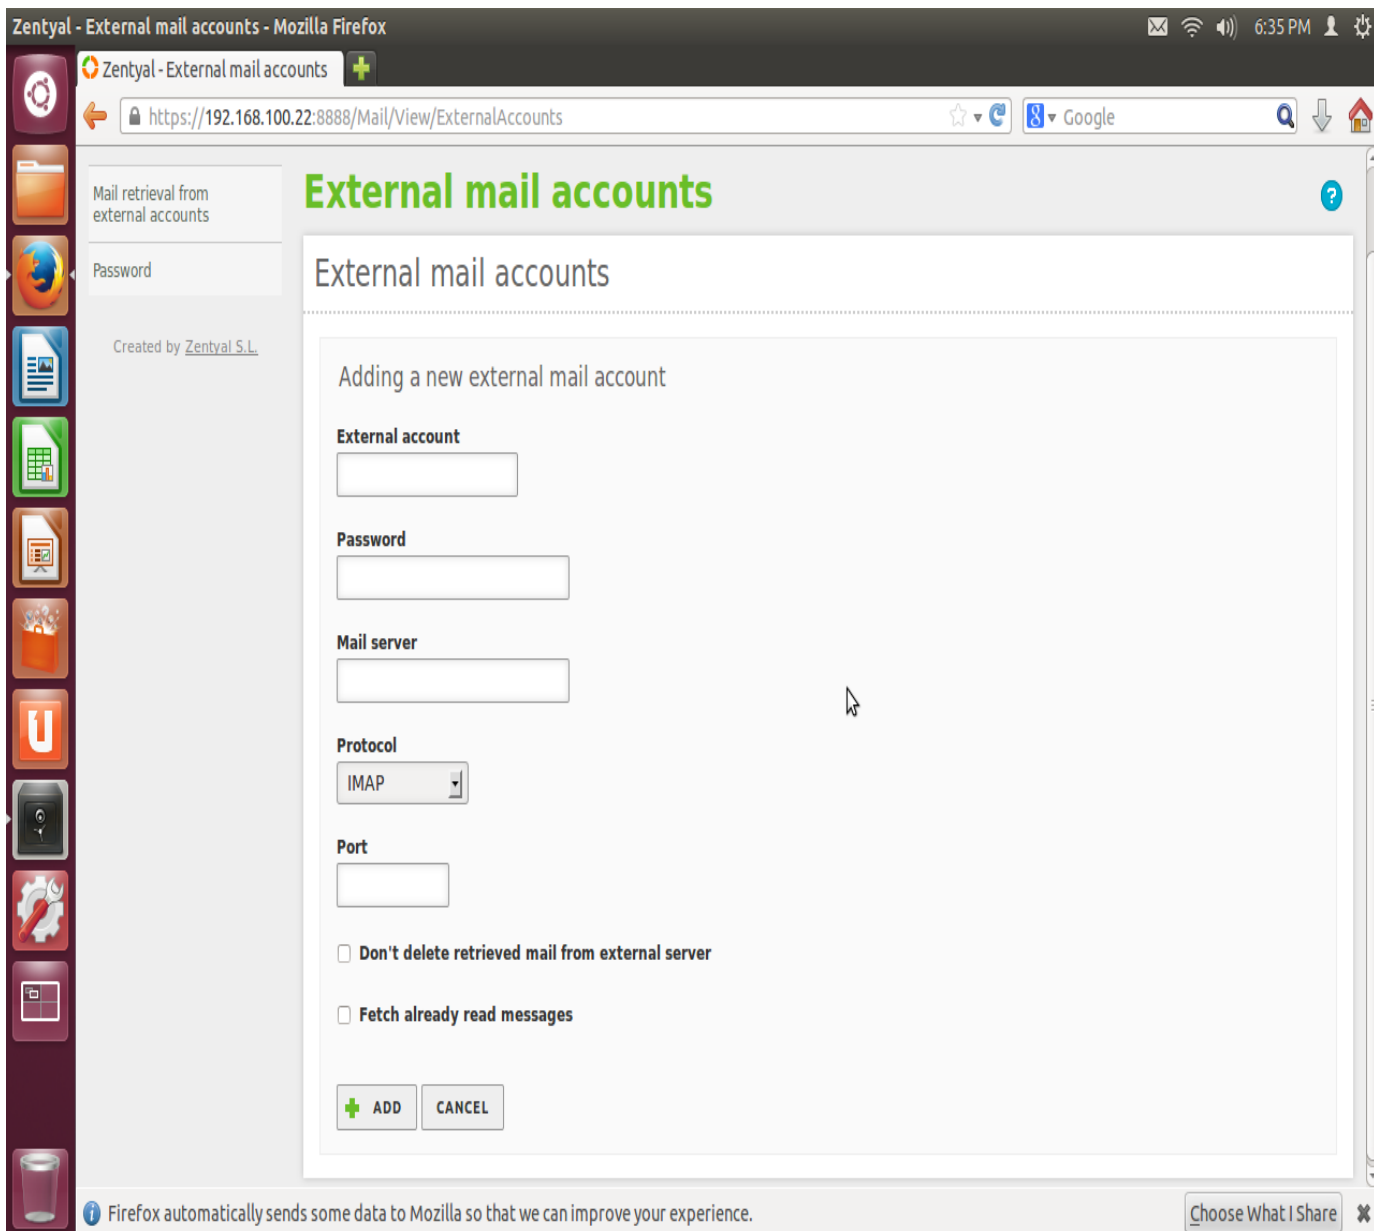 Zentyal - External mail accounts - Mozilla Firefox
6:35 PM
Zentyal - External mail accounts
https://192.168.100.22:8888/Mail/View/ExternalAccounts
8 Google
Mail retrieval from
external accounts
Password
Created by Zentyal S.L.
External mail accounts
?
External mail accounts
Adding a new external mail account
External account
Password
Mail server
Protocol
IMAP
Port
Don't delete retrieved mail from external server
Fetch already read messages
ADD
CANCEL
Firefox automatically sends some data to Mozilla so that we can improve your experience.
Choose What I Share